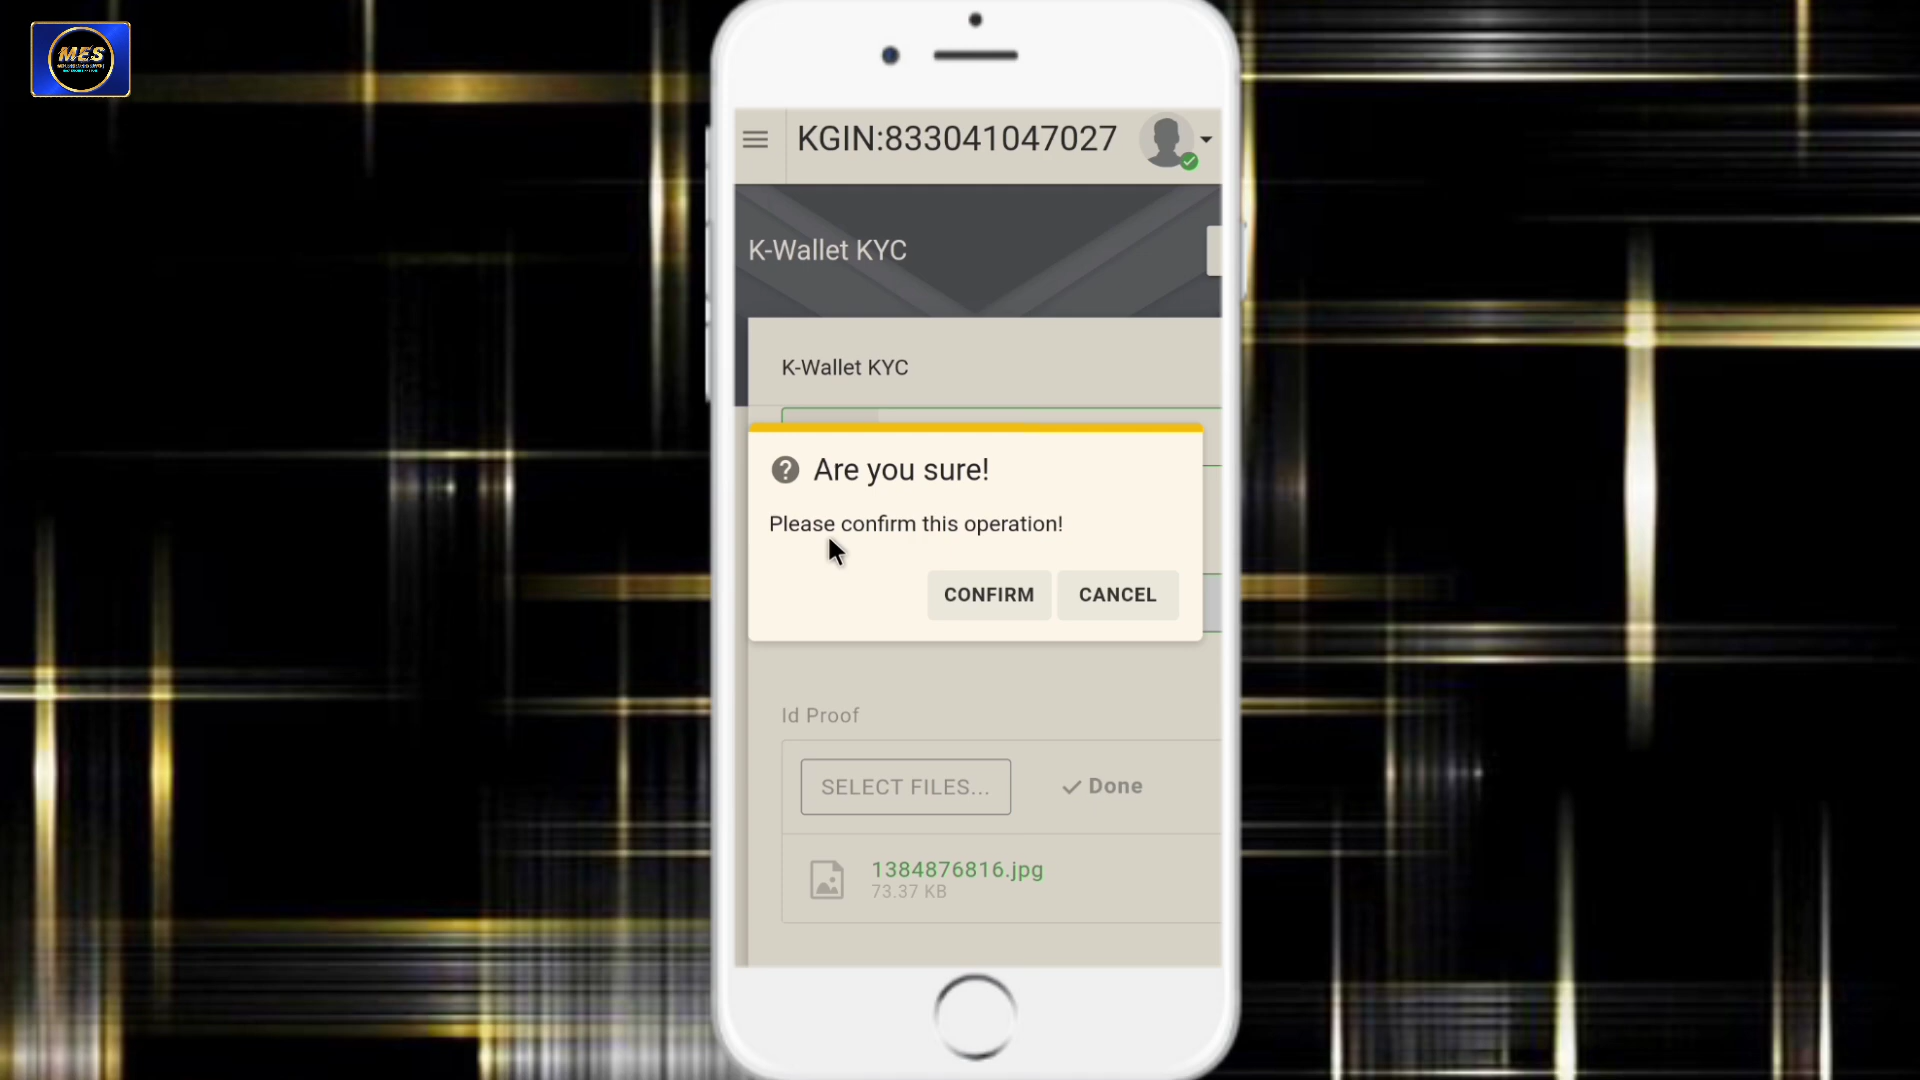 MES
KGIN:833041047027
K-Wallet KYC
K-Wallet KYC
Are you sure!
Please confirm this operation!
CONFIRM CANCEL
Id Proof
SELECT FILES... Done
1384876816.jpg
73.37 KB